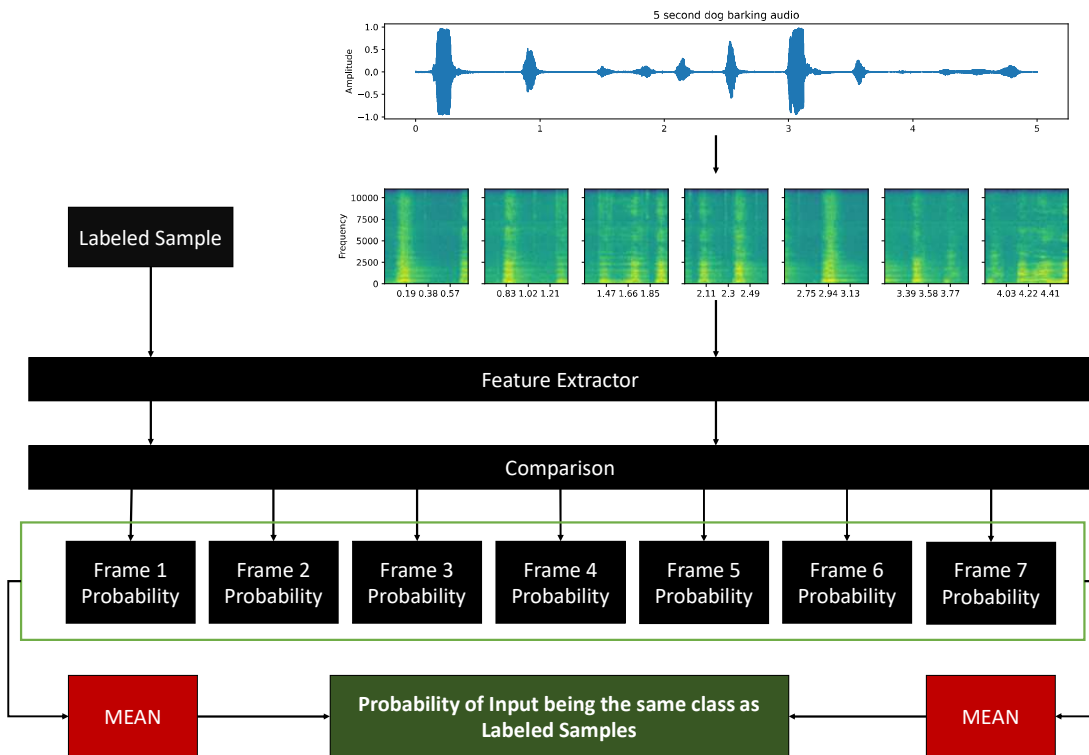 5 second dog barking audio
Amplitude
1.0
0.5
0.0
−0.5
−1.0
0 1 2 3 4 5
Labeled Sample
Frequency
10000
7500
5000
2500
0
0.19 0.38 0.57 0.83 1.02 1.21 1.47 1.66 1.85 2.11 2.3 2.49 2.75 2.94 3.13 3.39 3.58 3.77 4.03 4.22 4.41
Feature Extractor
Comparison
Frame 1
Probability
Frame 2
Probability
Frame 3
Probability
Frame 4
Probability
Frame 5
Probability
Frame 6
Probability
Frame 7
Probability
MEAN
Probability of Input being the same class as
Labeled Samples
MEAN